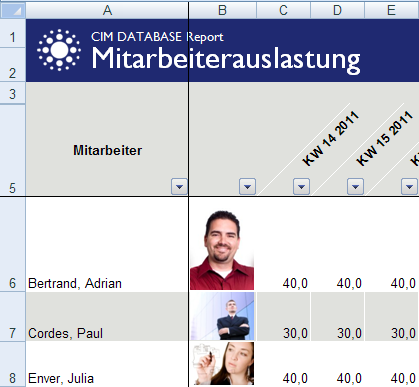 A B C D E
1 CIM DATABASE Report
2 Mitarbeiterauslastung
3
KW 14 2011 KW 15 2011
Mitarbeiter
5
6 Bertrand, Adrian 40,0 40,0 40,0
7 Cordes, Paul 30,0 30,0 30,0
8 Enver, Julia 40,0 40,0 40,0